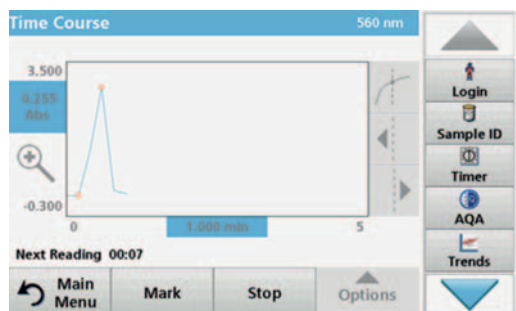 Time Course 560 nm
3.500
0.255
Abs
-0.300
0 1.000 min 5
Next Reading 00:07
Main Menu
Mark
Stop
Options
Login
Sample ID
Timer
AQA
Trends